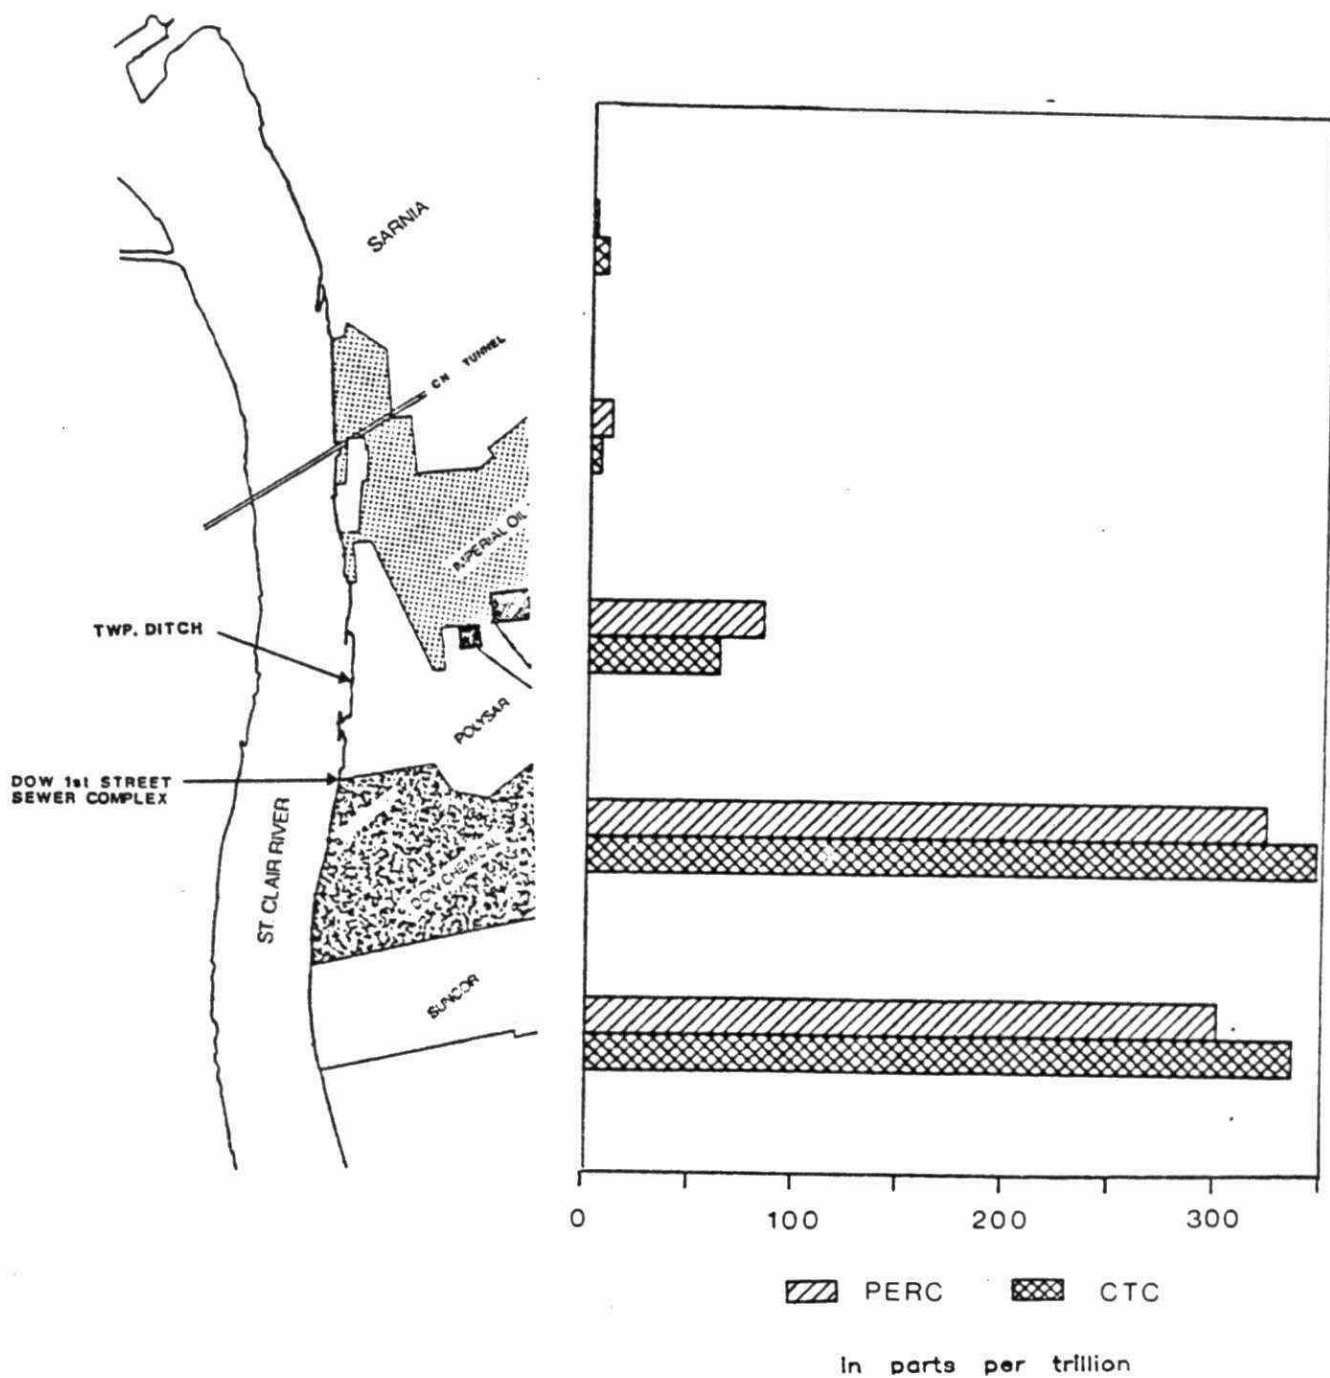 SARNIA
CN TUNNEL
IMPERIAL OIL
TWP. DITCH
POLYSAR
DOW 1st STREET
SEWER COMPLEX
ST. CLAIR RIVER
DOW CHEMICAL
SUNCOR
0 100 200 300
PERC CTC
in parts per trillion